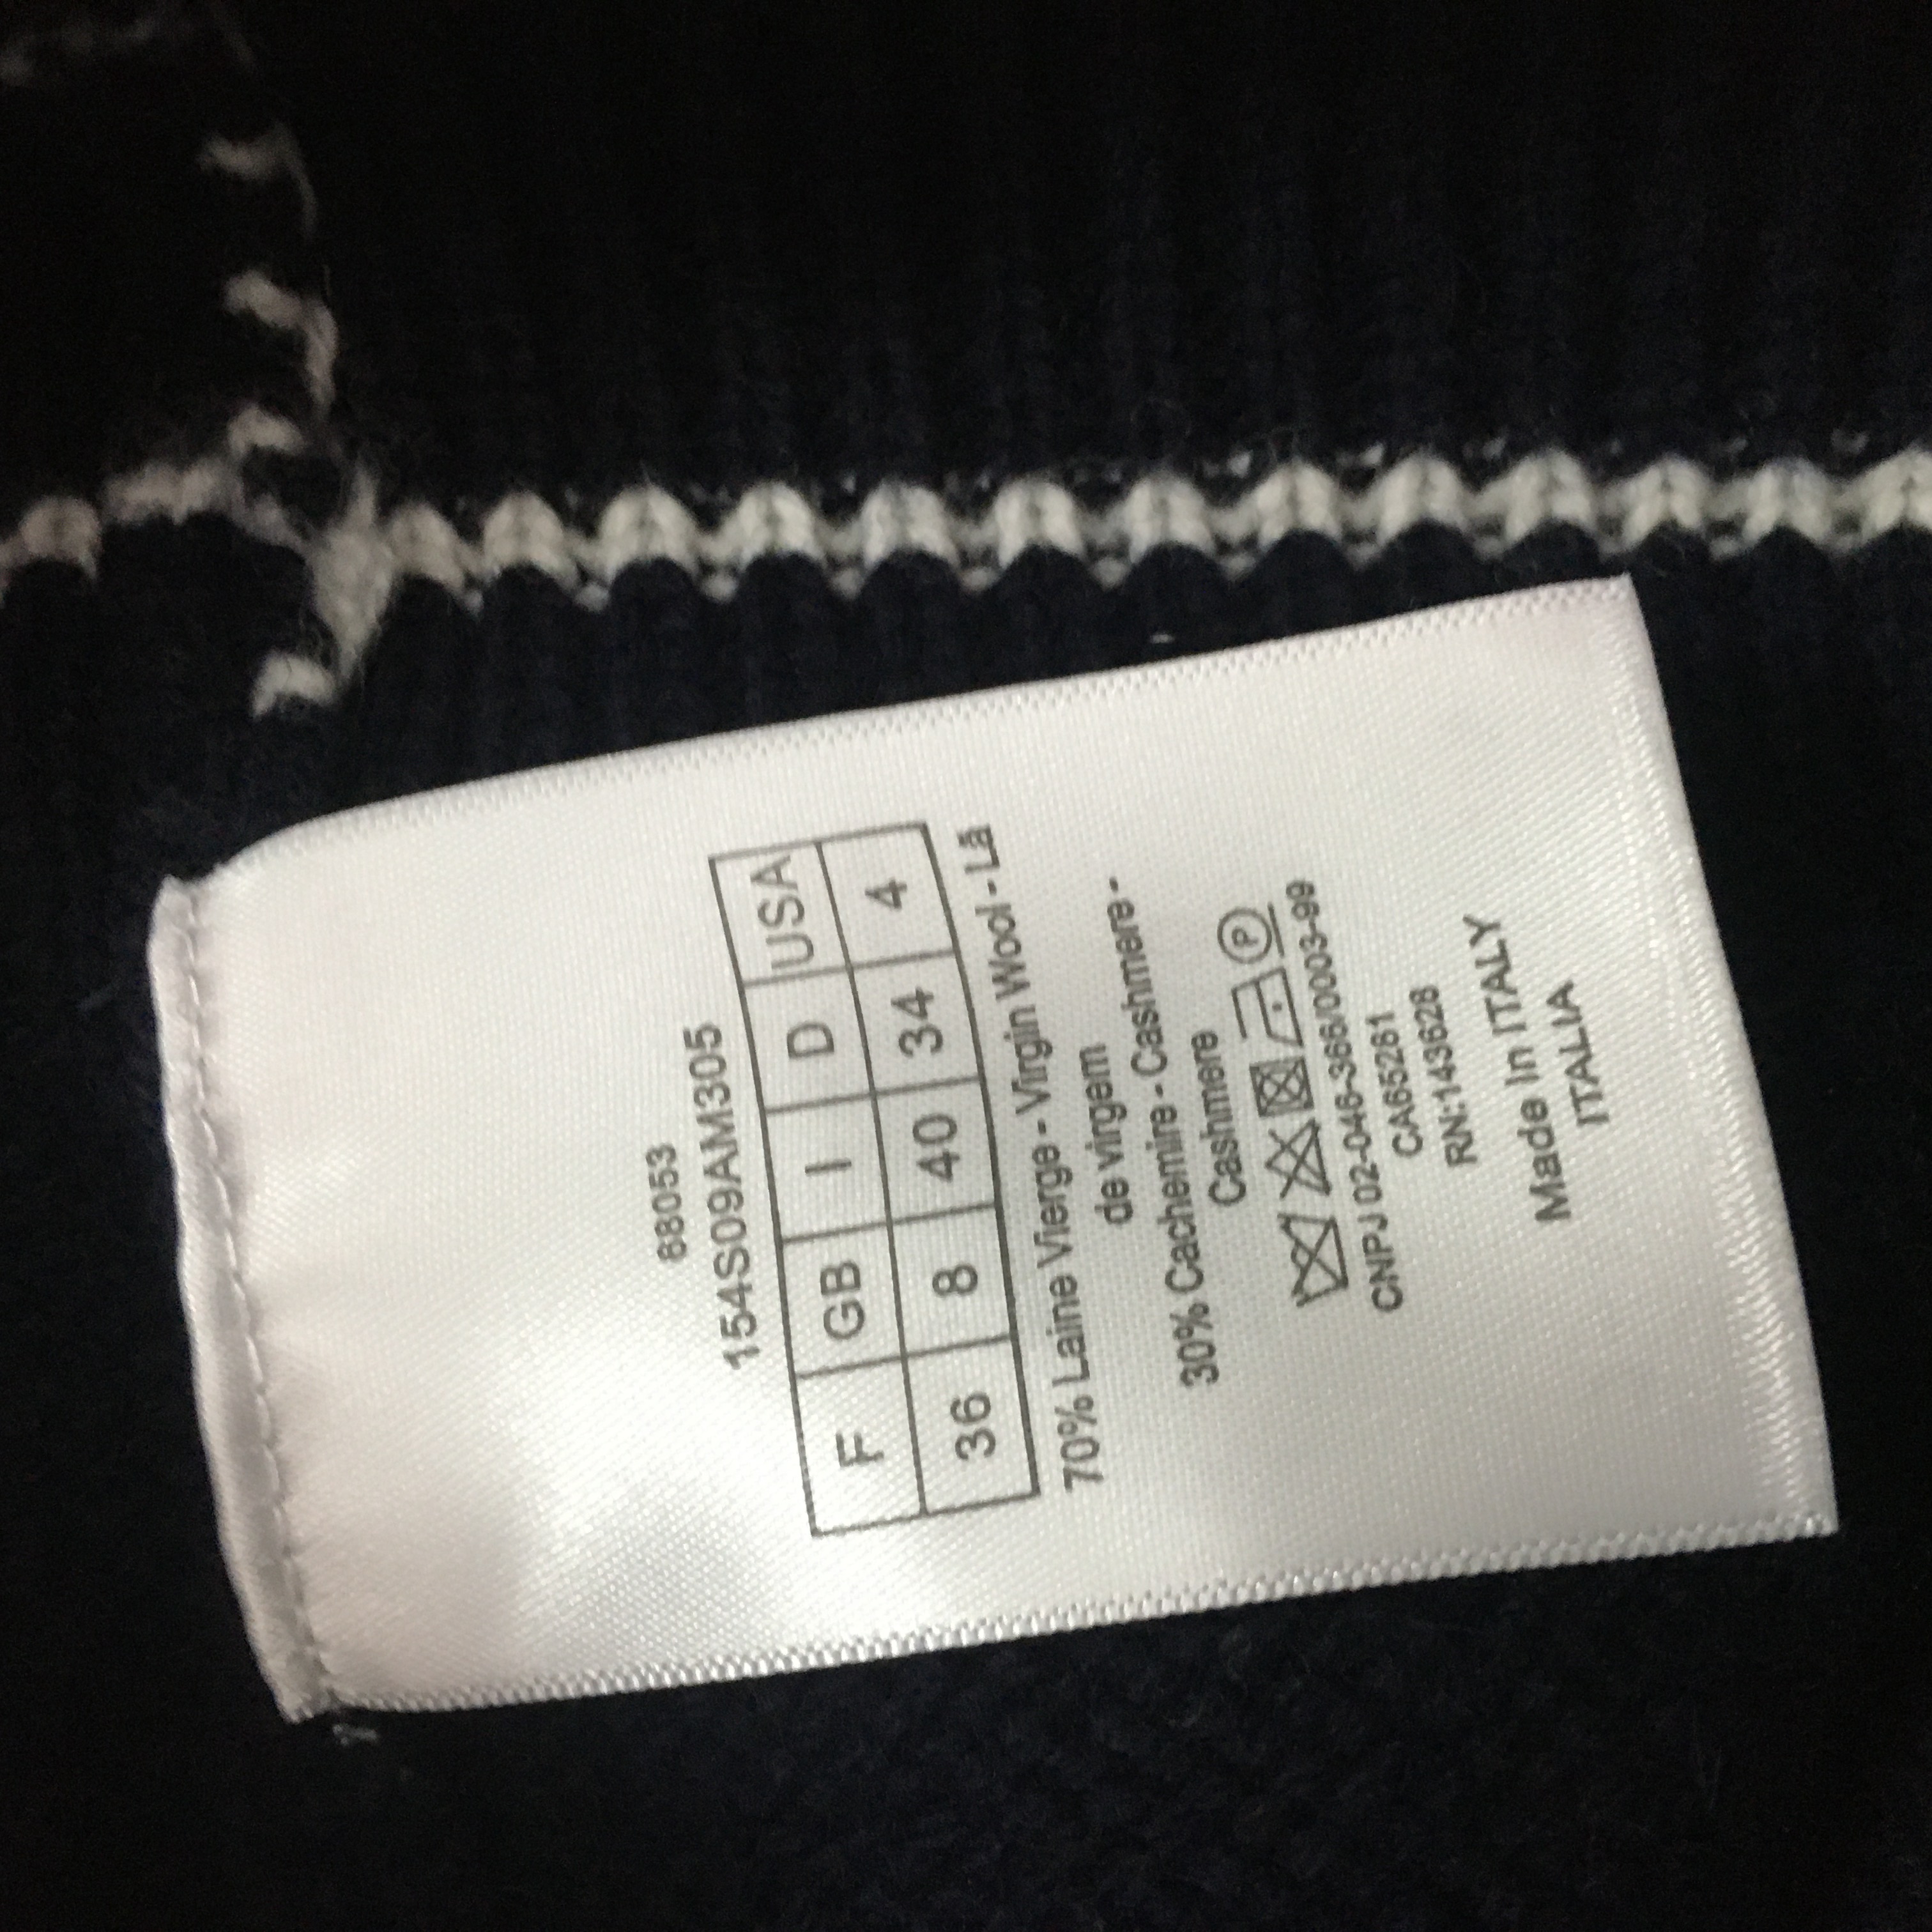 68053
154S09AM305
F GB I D USA
36 8 40 34 4
70% Laine Vierge - Virgin Wool - Lã
de virgem
30% Cachemire - Cashmere -
Cashmere
P
CNPJ 02-046-366/0003-99
CA65261
RN:143628
Made In ITALY
ITALIA